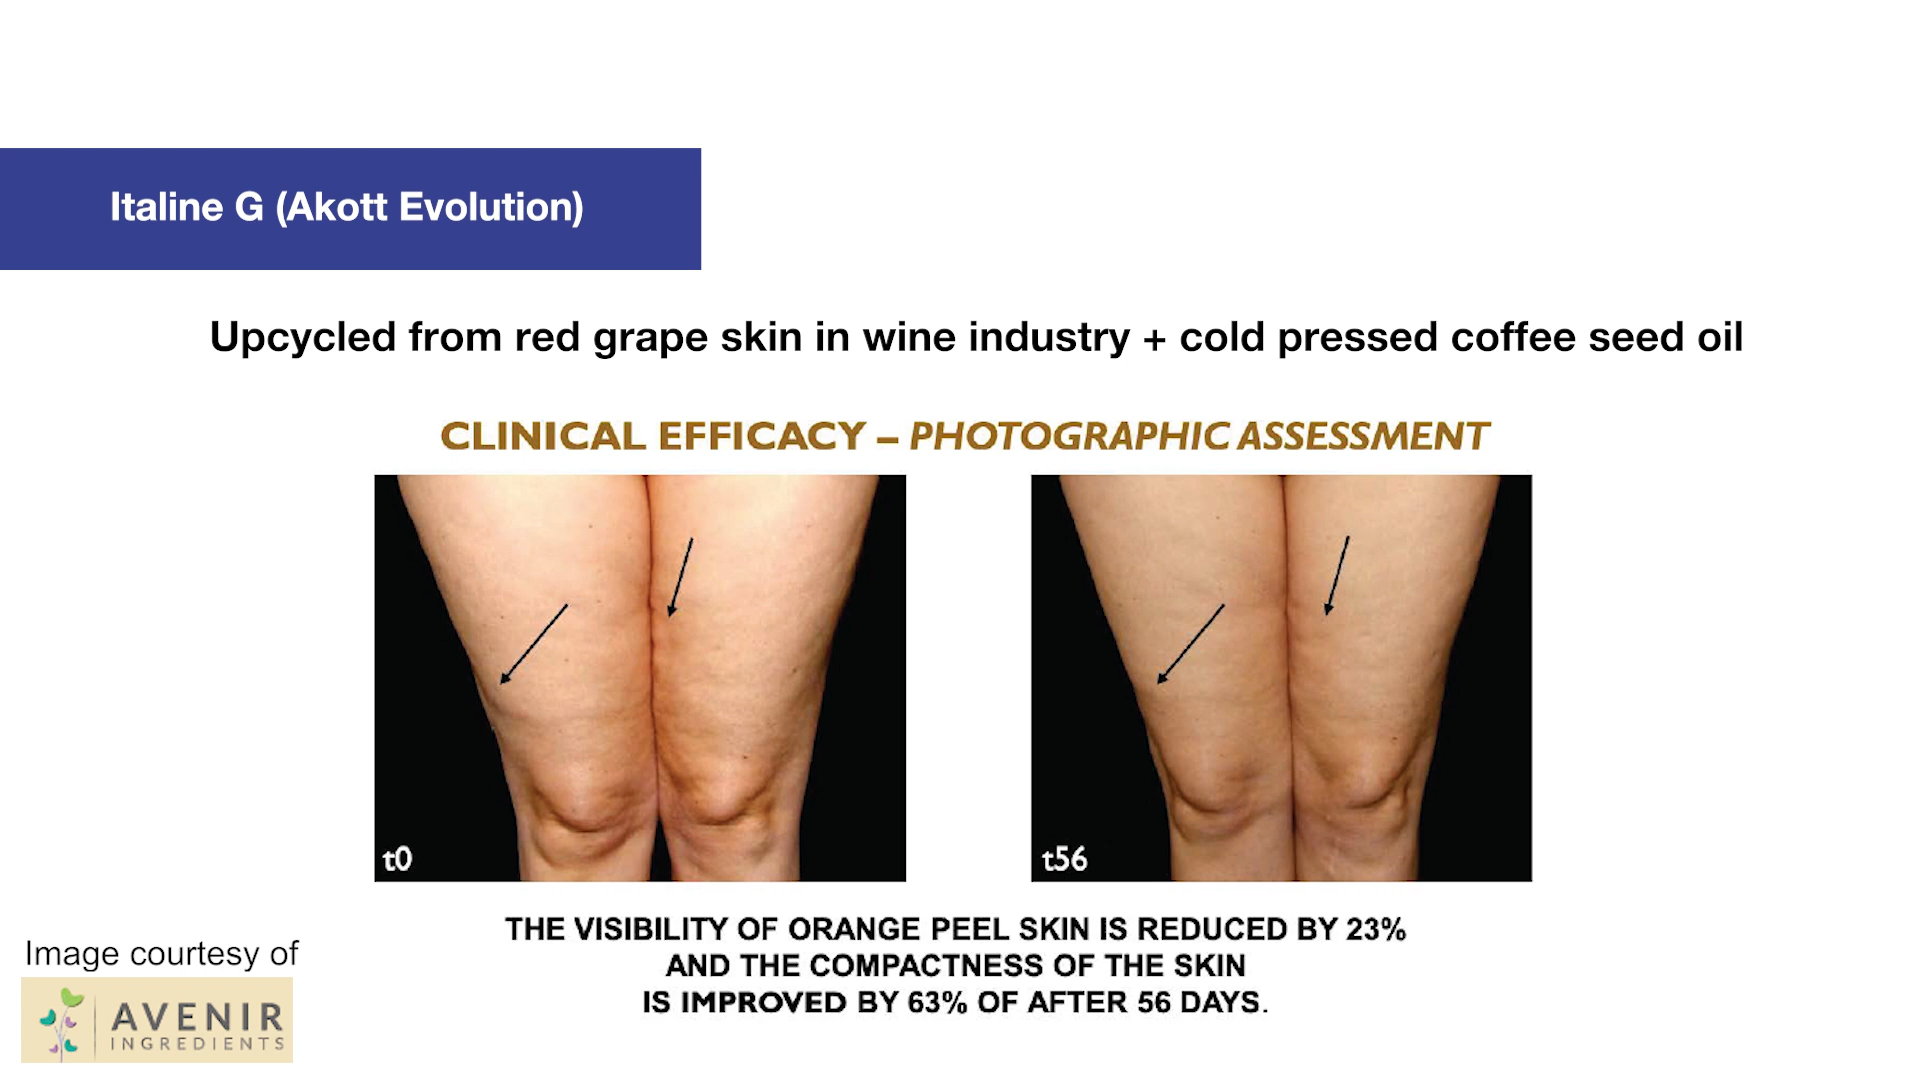 Italine G (Akott Evolution)
Upcycled from red grape skin in wine industry + cold pressed coffee seed oil
CLINICAL EFFICACY – PHOTOGRAPHIC ASSESSMENT
t0
t56
THE VISIBILITY OF ORANGE PEEL SKIN IS REDUCED BY 23%
AND THE COMPACTNESS OF THE SKIN
IS IMPROVED BY 63% OF AFTER 56 DAYS.
Image courtesy of
AVENIR
INGREDIENTS